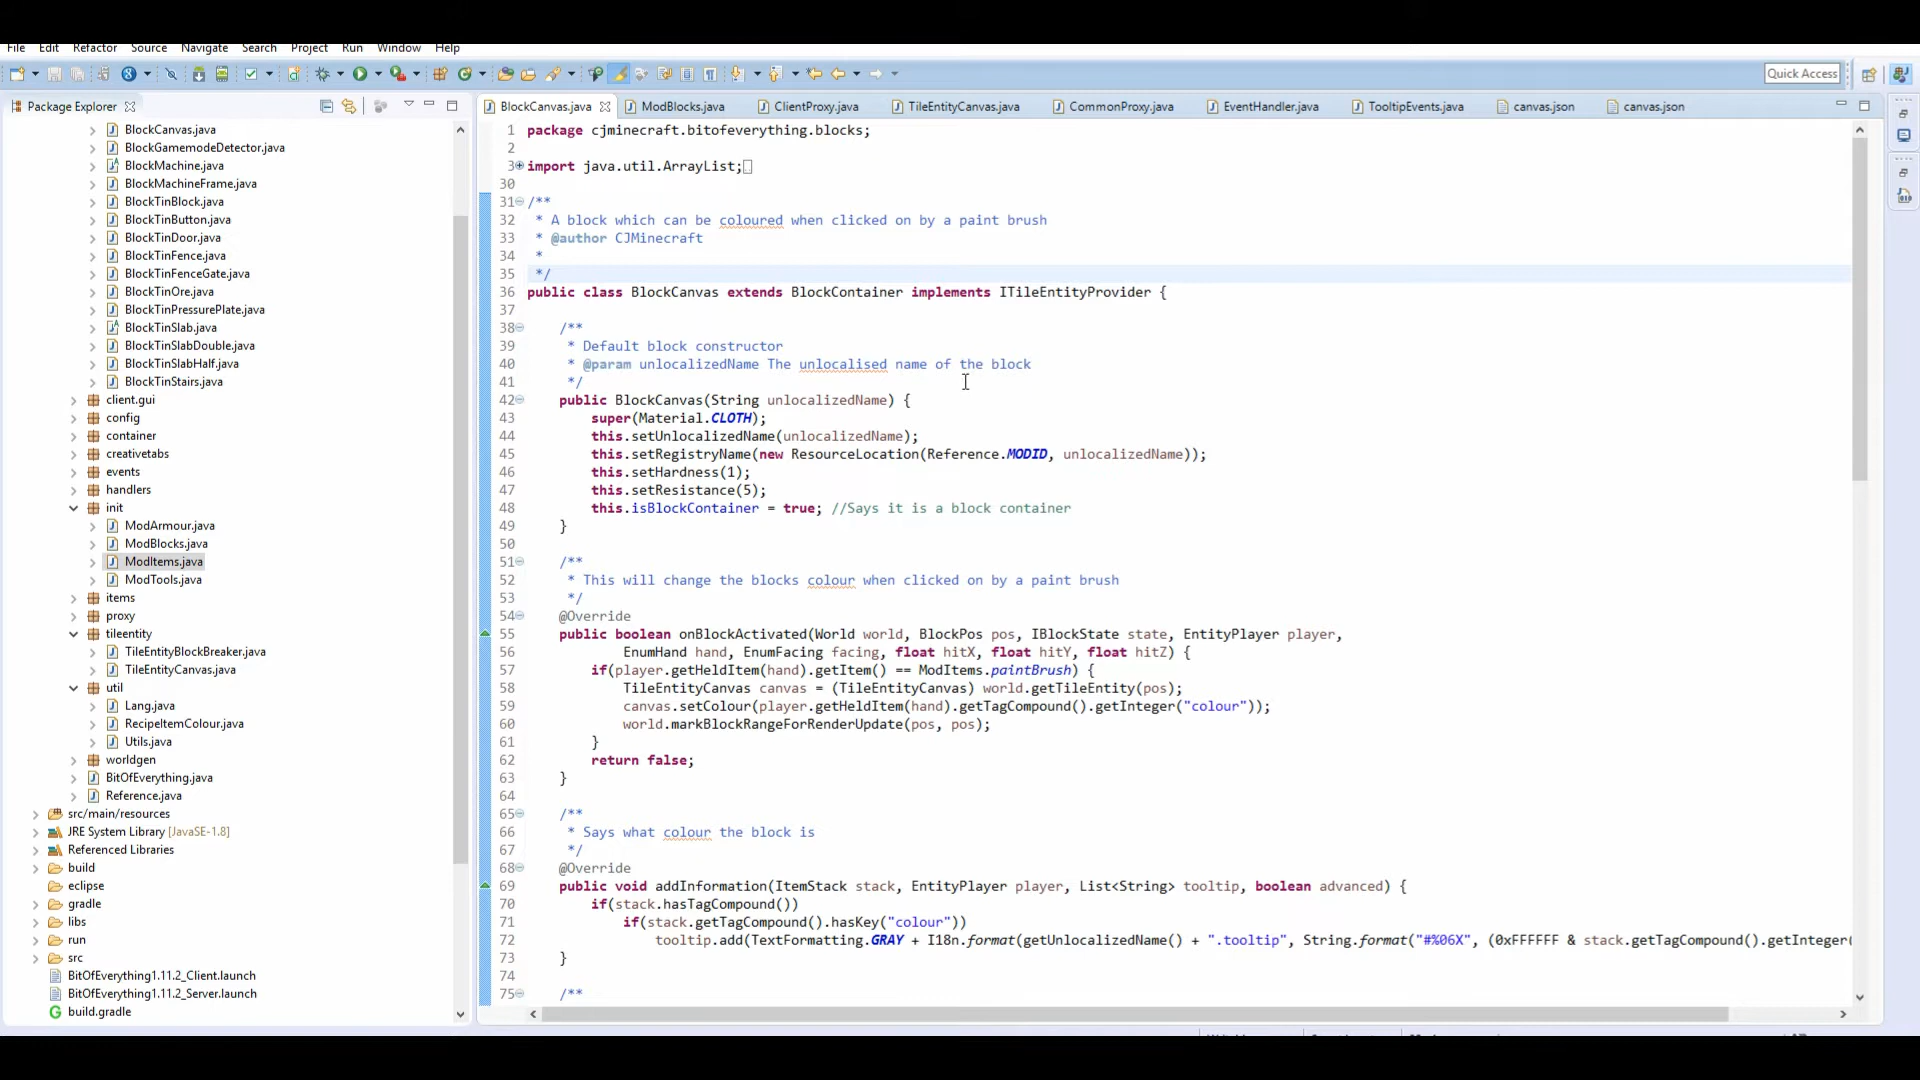 File Edit Refactor Source Navigate Search Project Run Window Help
Quick Access
Package Explorer
BlockCanvas.java ModBlocks.java ClientProxy.java TileEntityCanvas.java CommonProxy.java EventHandler.java TooltipEvents.java canvas.json canvas.json
BlockCanvas.java
BlockGamemodeDetector.java
BlockMachine.java
BlockMachineFrame.java
BlockTinBlock.java
BlockTinButton.java
BlockTinDoor.java
BlockTinFence.java
BlockTinFenceGate.java
BlockTinOre.java
BlockTinPressurePlate.java
BlockTinSlab.java
BlockTinSlabDouble.java
BlockTinSlabHalf.java
BlockTinStairs.java
client.gui
config
container
creativetabs
events
handlers
init
ModArmour.java
ModBlocks.java
ModItems.java
ModTools.java
items
proxy
tileentity
TileEntityBlockBreaker.java
TileEntityCanvas.java
util
Lang.java
RecipeItemColour.java
Utils.java
worldgen
BitOfEverything.java
Reference.java
src/main/resources
JRE System Library [JavaSE-1.8]
Referenced Libraries
build
eclipse
gradle
libs
run
src
BitOfEverything1.11.2_Client.launch
BitOfEverything1.11.2_Server.launch
build.gradle
1 package cjminecraft.bitofeverything.blocks;
2
3 import java.util.ArrayList;
30
31 /**
32 * A block which can be coloured when clicked on by a paint brush
33 * @author CJMinecraft
34 *
35 */
36 public class BlockCanvas extends BlockContainer implements ITileEntityProvider {
37
38 /**
39 * Default block constructor
40 * @param unlocalizedName The unlocalised name of the block
41 */
42 public BlockCanvas(String unlocalizedName) {
43 super(Material.CLOTH);
44 this.setUnlocalizedName(unlocalizedName);
45 this.setRegistryName(new ResourceLocation(Reference.MODID, unlocalizedName));
46 this.setHardness(1);
47 this.setResistance(5);
48 this.isBlockContainer = true; //Says it is a block container
49 }
50
51 /**
52 * This will change the blocks colour when clicked on by a paint brush
53 */
54 @Override
55 public boolean onBlockActivated(World world, BlockPos pos, IBlockState state, EntityPlayer player,
56 EnumHand hand, EnumFacing facing, float hitX, float hitY, float hitZ) {
57 if(player.getHeldItem(hand).getItem() == ModItems.paintBrush) {
58 TileEntityCanvas canvas = (TileEntityCanvas) world.getTileEntity(pos);
59 canvas.setColour(player.getHeldItem(hand).getTagCompound().getInteger("colour"));
60 world.markBlockRangeForRenderUpdate(pos, pos);
61 }
62 return false;
63 }
64
65 /**
66 * Says what colour the block is
67 */
68 @Override
69 public void addInformation(ItemStack stack, EntityPlayer player, List<String> tooltip, boolean advanced) {
70 if(stack.hasTagCompound())
71 if(stack.getTagCompound().hasKey("colour"))
72 tooltip.add(TextFormatting.GRAY + I18n.format(getUnlocalizedName() + ".tooltip", String.format("#%06X", (0xFFFFFF & stack.getTagCompound().getInteger(
73 }
74
75 /**